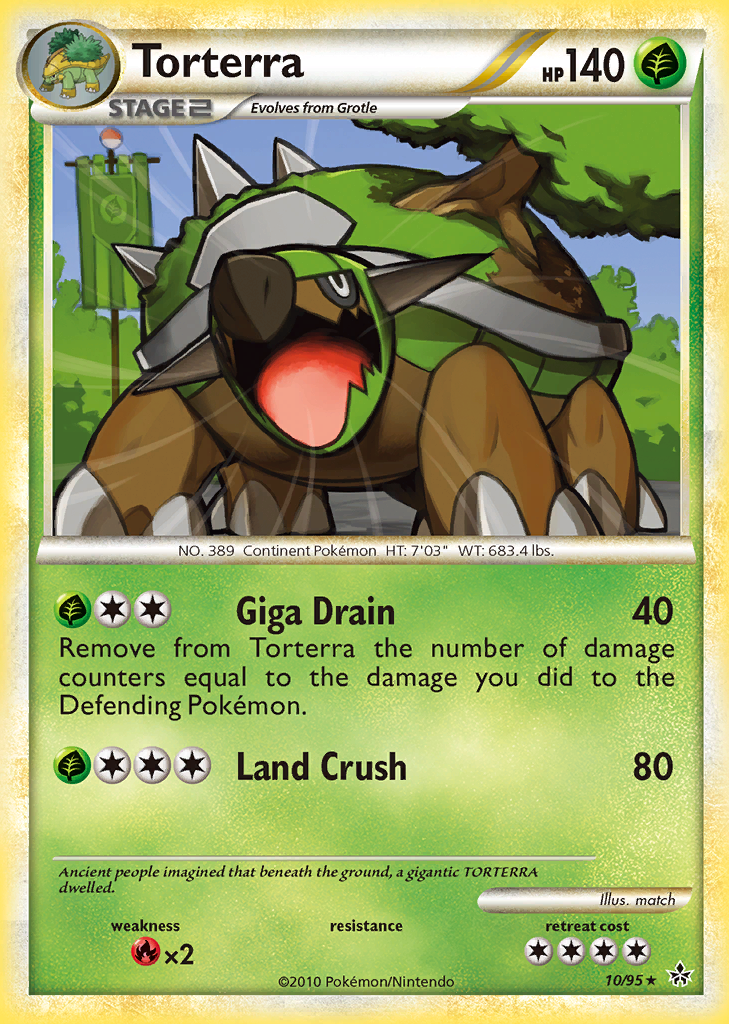 Torterra
HP 140
STAGE 2
Evolves from Grotle
NO. 389 Continent Pokémon HT: 7'03" WT: 683.4 lbs.
Giga Drain 40
Remove from Torterra the number of damage
counters equal to the damage you did to the
Defending Pokémon.
Land Crush 80
Ancient people imagined that beneath the ground, a gigantic TORTERRA
dwelled.
Illus. match
weakness resistance retreat cost
×2
©2010 Pokémon/Nintendo
10/95 ★